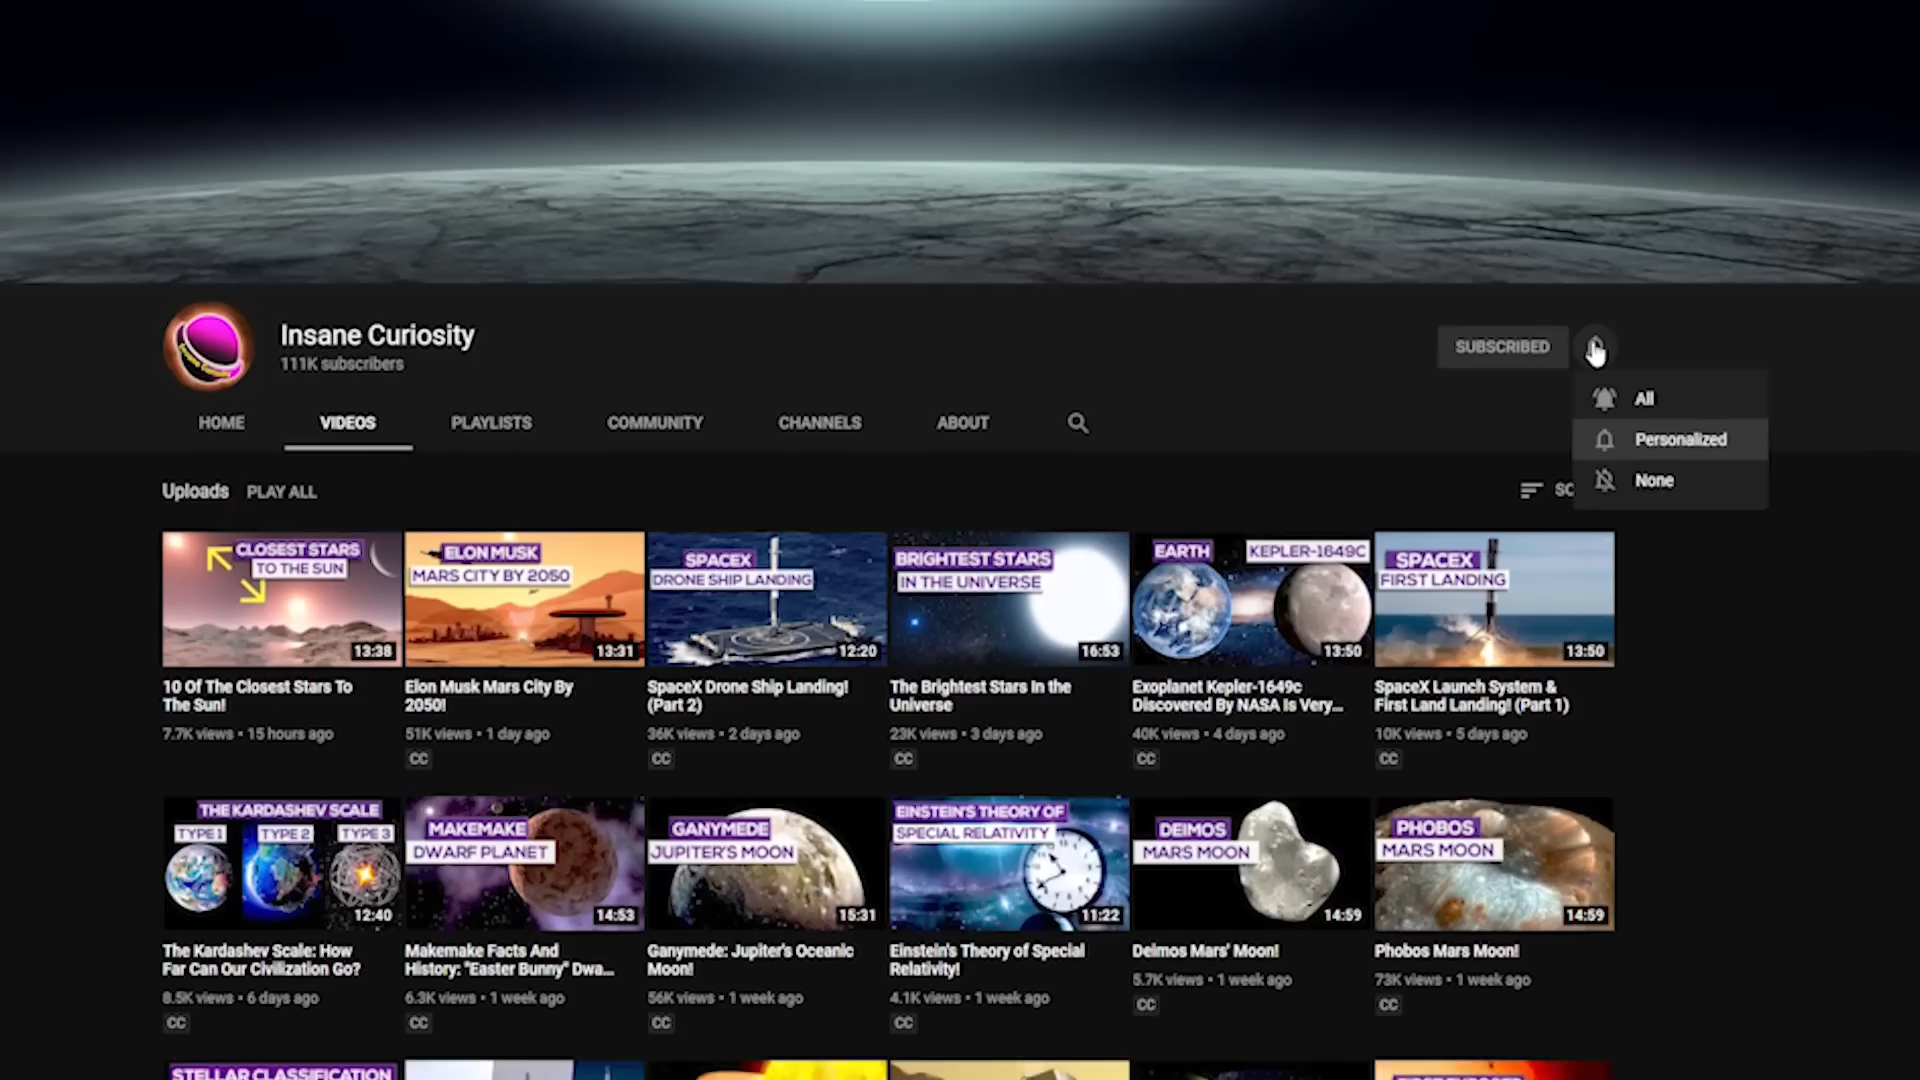 Insane Curiosity
111K subscribers
SUBSCRIBED
All
Personalized
None
HOME
VIDEOS
PLAYLISTS
COMMUNITY
CHANNELS
ABOUT
Uploads
PLAY ALL
SO
CLOSEST STARS
TO THE SUN
13:38
ELON MUSK
MARS CITY BY 2050
13:31
SPACEX
DRONE SHIP LANDING
12:20
BRIGHTEST STARS
IN THE UNIVERSE
16:53
EARTH
KEPLER-1649C
13:50
SPACEX
FIRST LANDING
13:50
10 Of The Closest Stars To
The Sun!
7.7K views • 15 hours ago
Elon Musk Mars City By
2050!
51K views • 1 day ago
CC
SpaceX Drone Ship Landing!
(Part 2)
36K views • 2 days ago
CC
The Brightest Stars In the
Universe
23K views • 3 days ago
CC
Exoplanet Kepler-1649c
Discovered By NASA Is Very...
40K views • 4 days ago
CC
SpaceX Launch System &
First Land Landing! (Part 1)
10K views • 5 days ago
CC
THE KARDASHEV SCALE
TYPE 1
TYPE 2
TYPE 3
12:40
MAKEMAKE
DWARF PLANET
14:53
GANYMEDE
JUPITER'S MOON
15:31
EINSTEIN'S THEORY OF
SPECIAL RELATIVITY
11:22
DEIMOS
MARS MOON
14:59
PHOBOS
MARS MOON
14:59
The Kardashev Scale: How
Far Can Our Civilization Go?
8.5K views • 6 days ago
CC
Makemake Facts And
History: "Easter Bunny" Dwa...
6.3K views • 1 week ago
CC
Ganymede: Jupiter's Oceanic
Moon!
56K views • 1 week ago
CC
Einstein's Theory of Special
Relativity!
4.1K views • 1 week ago
CC
Deimos Mars' Moon!
5.7K views • 1 week ago
CC
Phobos Mars Moon!
73K views • 1 week ago
CC
STELLAR CLASSIFICATION